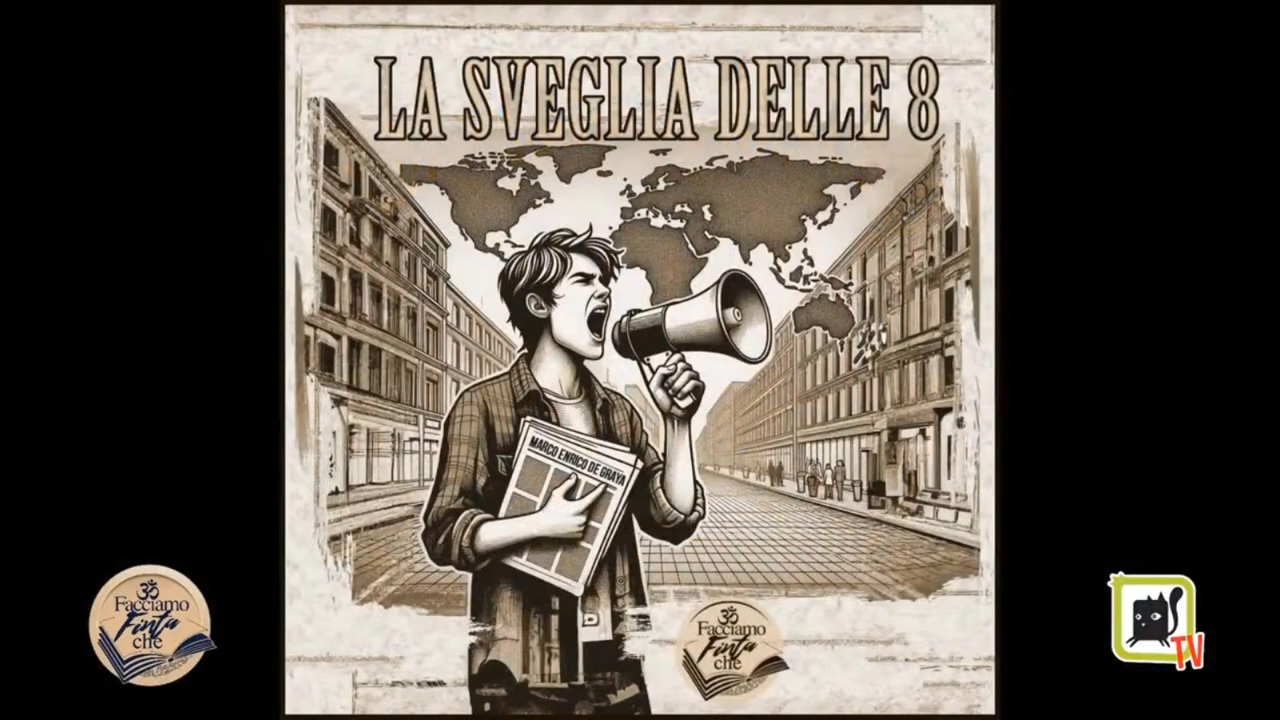 LA SVEGLIA DELLE 8
MARCO ENRICO DE GRAYA
ॐ
Facciamo
Finta
che
ॐ
Facciamo
Finta
che
TV